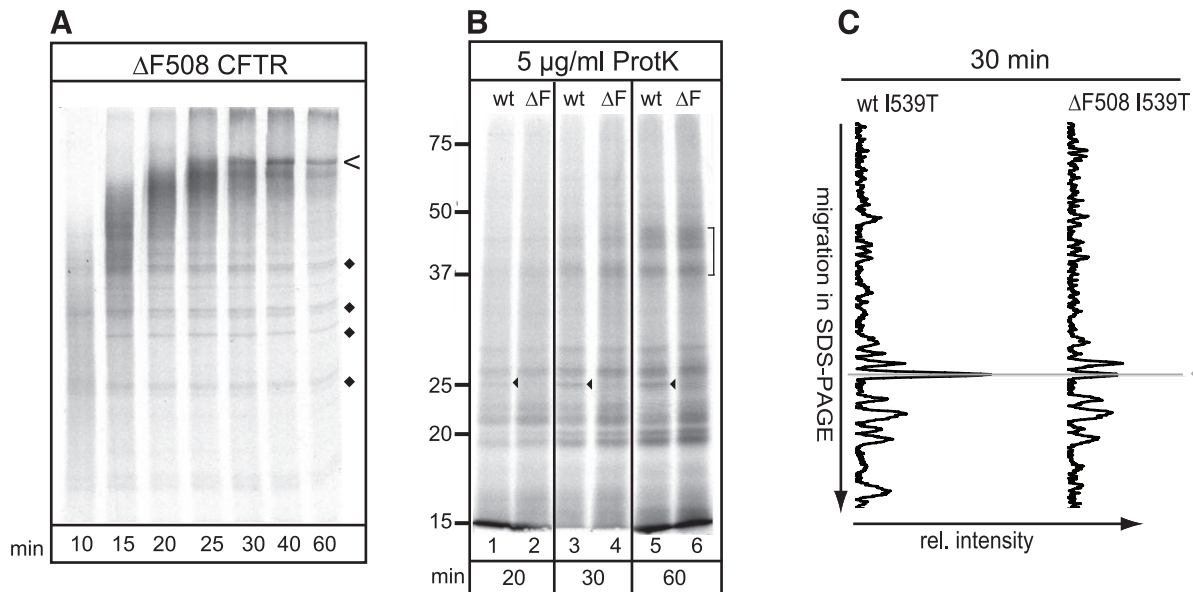 A
ΔF508 CFTR
<
min 10 15 20 25 30 40 60
B
5 µg/ml ProtK
wt ΔF wt ΔF wt ΔF
75
50
37
25
20
15
1 2 3 4 5 6
min 20 30 60
C
30 min
wt I539T ΔF508 I539T
migration in SDS-PAGE
rel. intensity